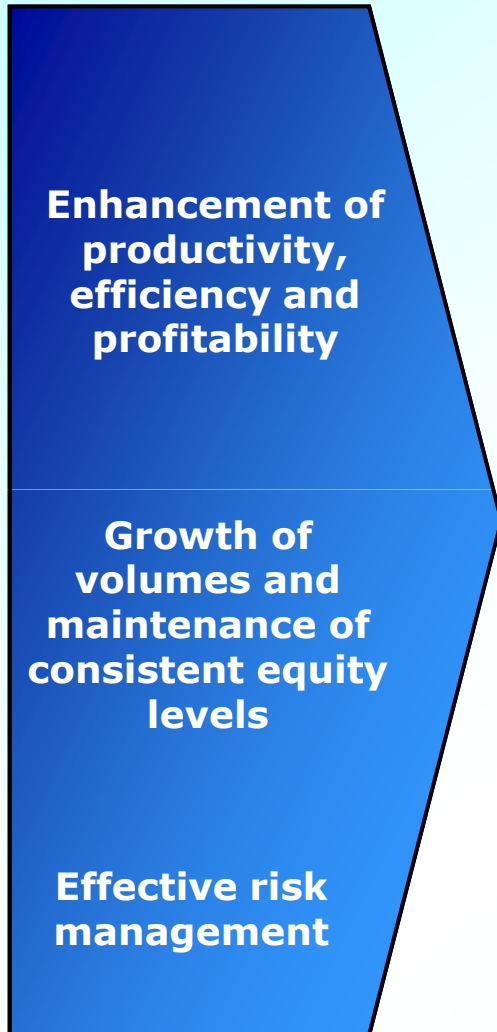 Enhancement of
productivity,
efficiency and
profitability
Growth of
volumes and
maintenance of
consistent equity
levels
Effective risk
management